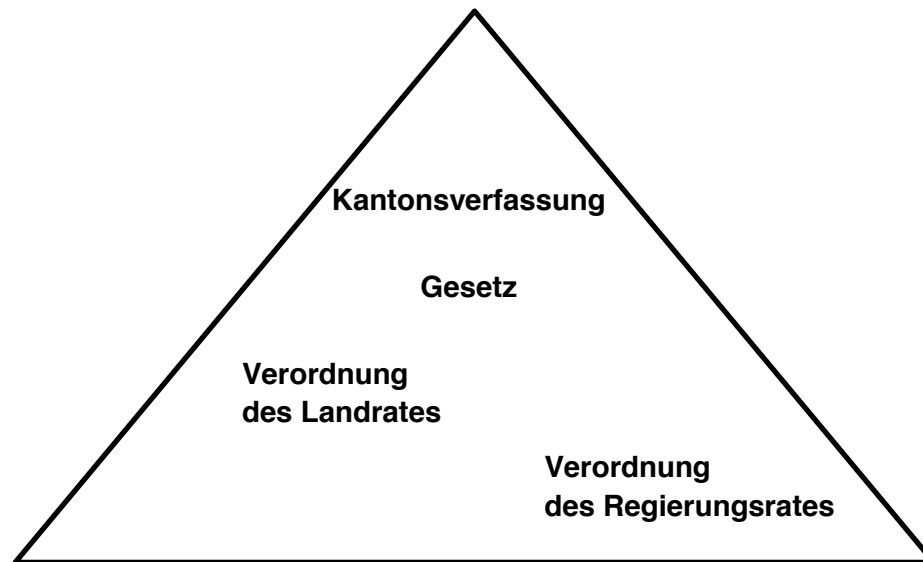 Kantonsverfassung
Gesetz
Verordnung
des Landrates
Verordnung
des Regierungsrates